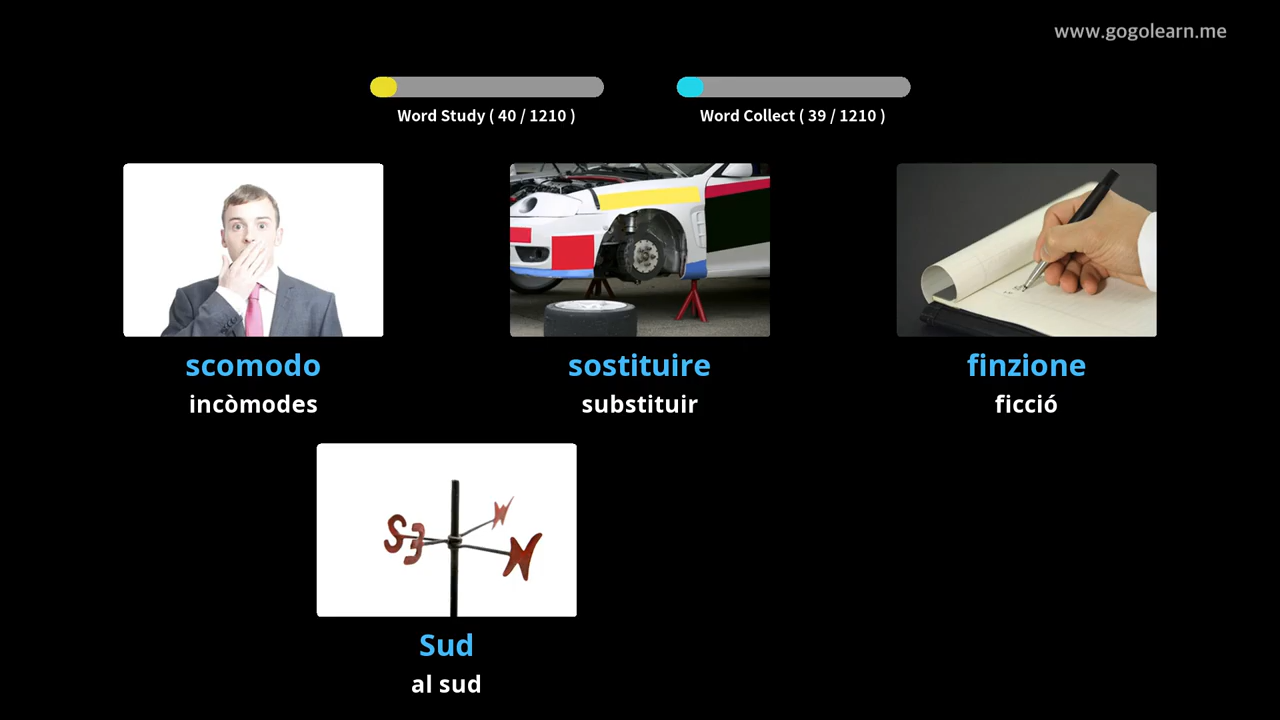 www.gogolearn.me
Word Study ( 40 / 1210 )
Word Collect ( 39 / 1210 )
scomodo
incòmodes
sostituire
substituir
finzione
ficció
Sud
al sud